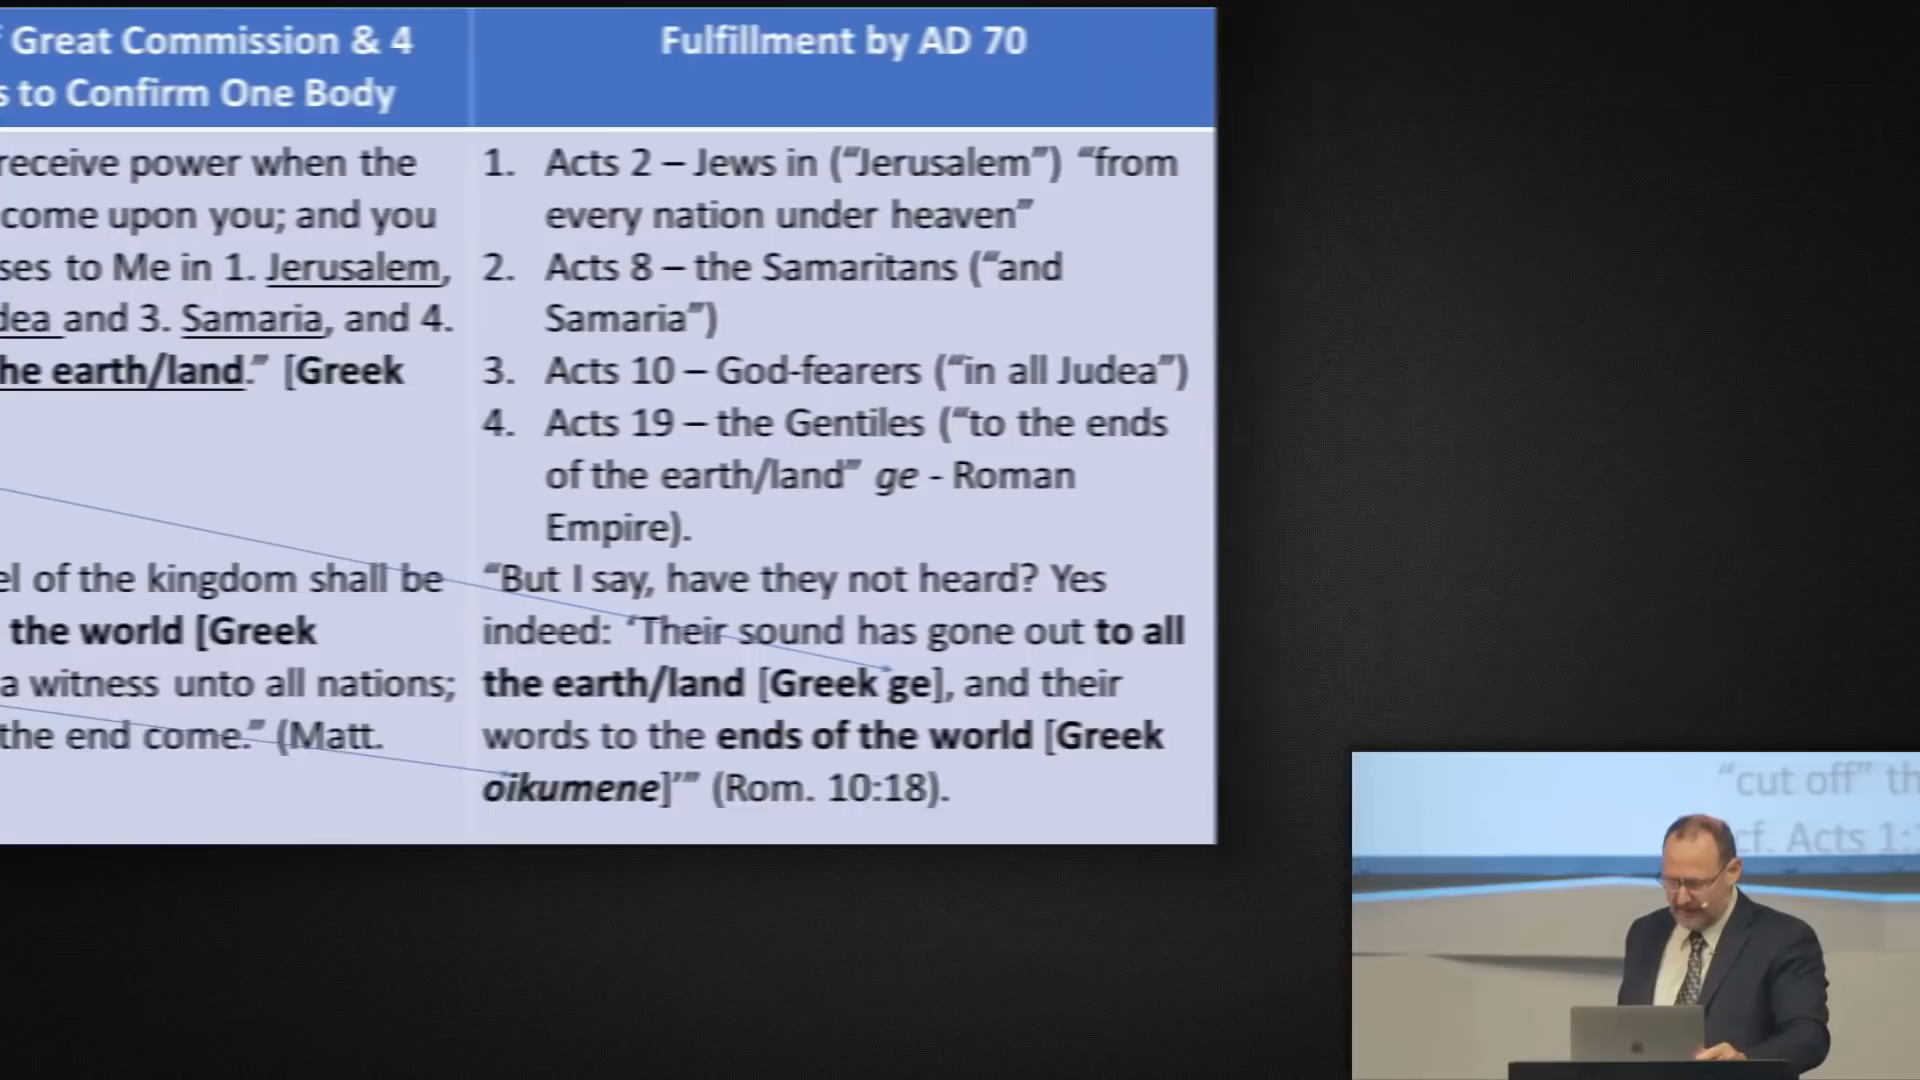 Great Commission & 4
s to Confirm One Body
receive power when the
come upon you; and you
ses to Me in 1. Jerusalem,
dea and 3. Samaria, and 4.
he earth/land.” [Greek
el of the kingdom shall be
the world [Greek
a witness unto all nations;
the end come.” (Matt.
Fulfillment by AD 70
1. Acts 2 – Jews in (“Jerusalem”) “from
every nation under heaven”
2. Acts 8 – the Samaritans (“and
Samaria”)
3. Acts 10 – God-fearers (“in all Judea”)
4. Acts 19 – the Gentiles (“to the ends
of the earth/land” ge - Roman
Empire).
“But I say, have they not heard? Yes
indeed: ‘Their sound has gone out to all
the earth/land [Greek ge], and their
words to the ends of the world [Greek
oikumene]’” (Rom. 10:18).
“cut off” th
cf. Acts 1: